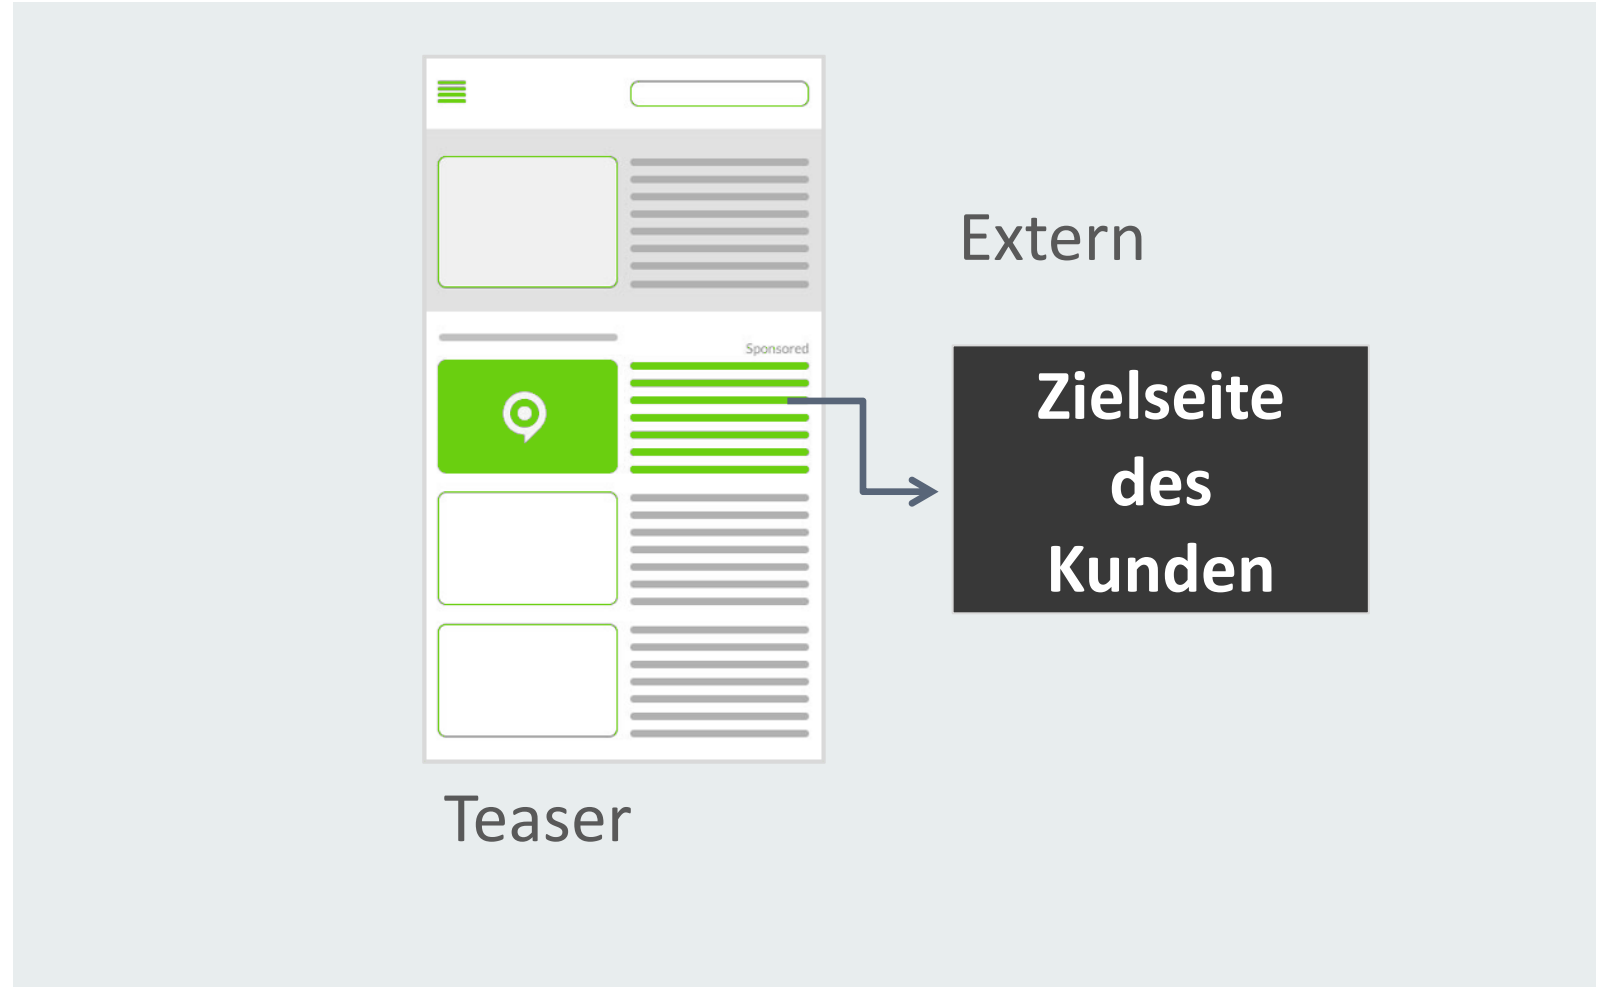 Extern
Sponsored
Zielseite
des
Kunden
Teaser